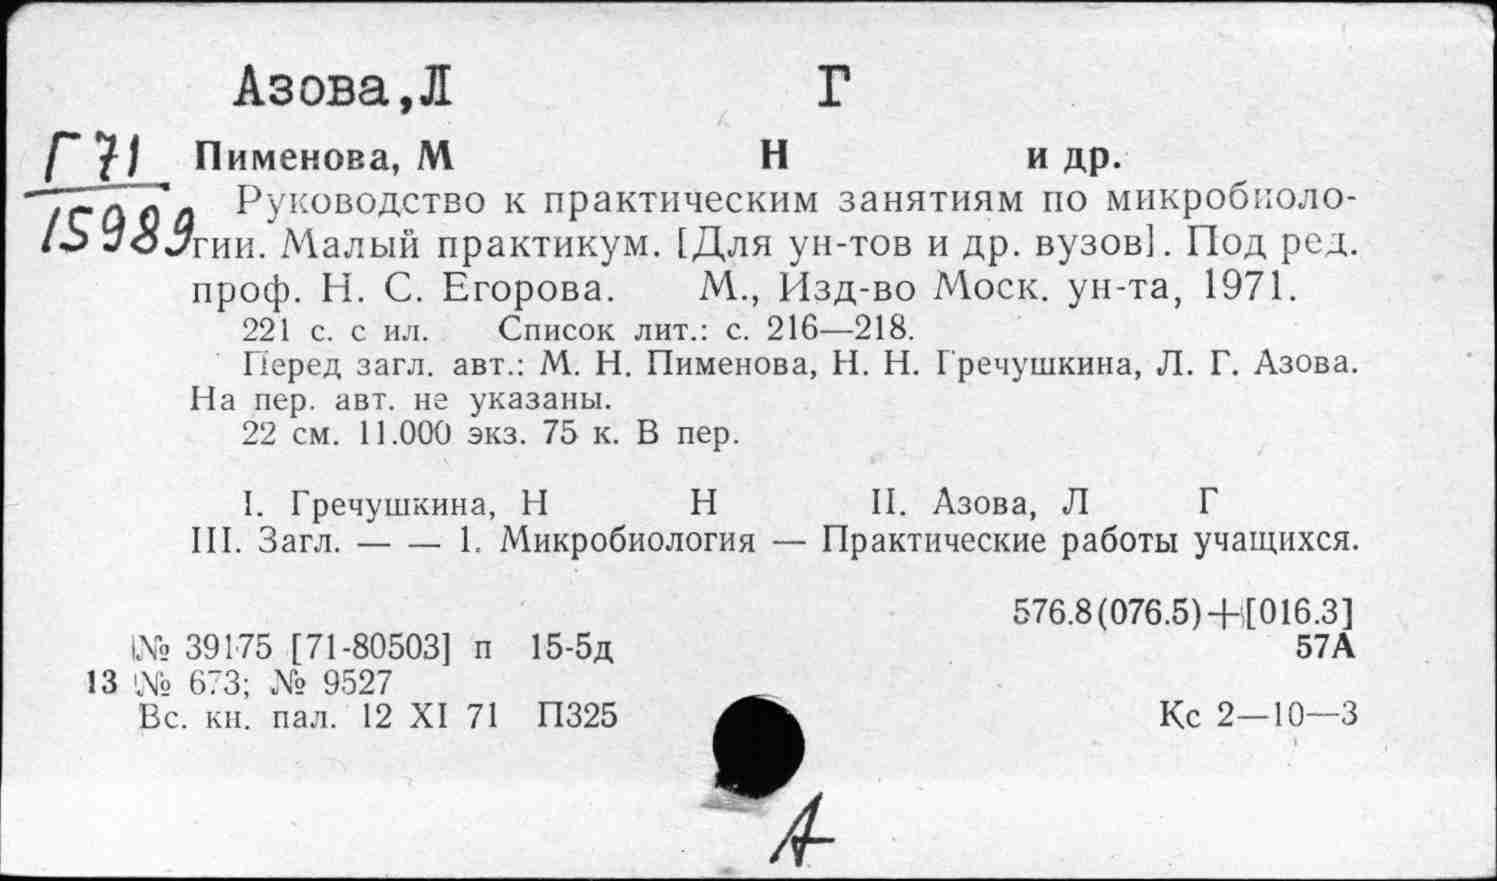 Азова,Л Г
Г71 Пименова, М Н и др.
15989 Руководство к практическим занятиям по микробиоло-
гии. Малый практикум. [Для ун-тов и др. вузов]. Под ред.
проф. Н. С. Егорова. М., Изд-во Моск. ун-та, 1971.
221 с. с ил. Список лит.: с. 216—218.
Перед загл. авт.: М. Н. Пименова, Н. Н. Гречушкина, Л. Г. Азова.
На пер. авт. не указаны.
22 см. 11.000 экз. 75 к. В пер.
I. Гречушкина, Н Н II. Азова, Л Г
III. Загл. — — 1. Микробиология — Практические работы учащихся.
576.8(076.5)+[016.3]
№ 39175 [71-80503] п 15-5д 57А
13 № 673; № 9527
Вс. кн. пал. 12 XI 71 П325 Кс 2—10—3
А